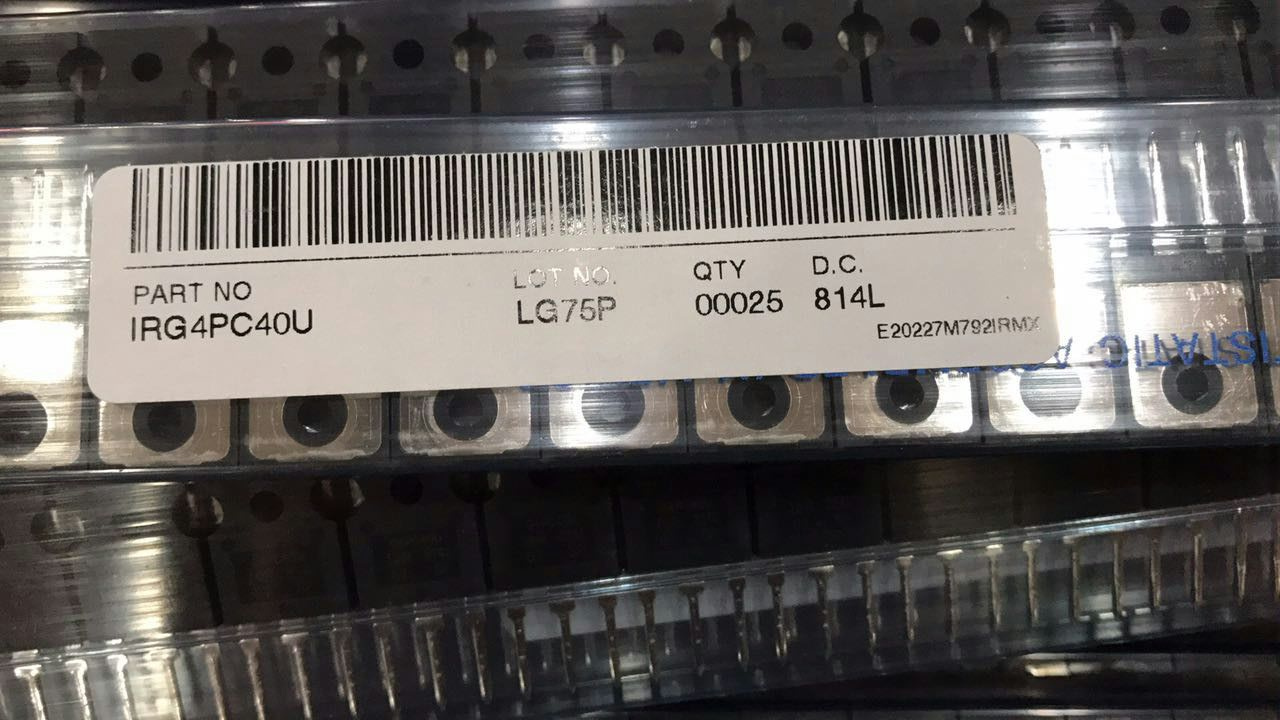 PART NO
IRG4PC40U
LOT NO.
LG75P
QTY
00025
D.C.
814L
E20227M792IRMX